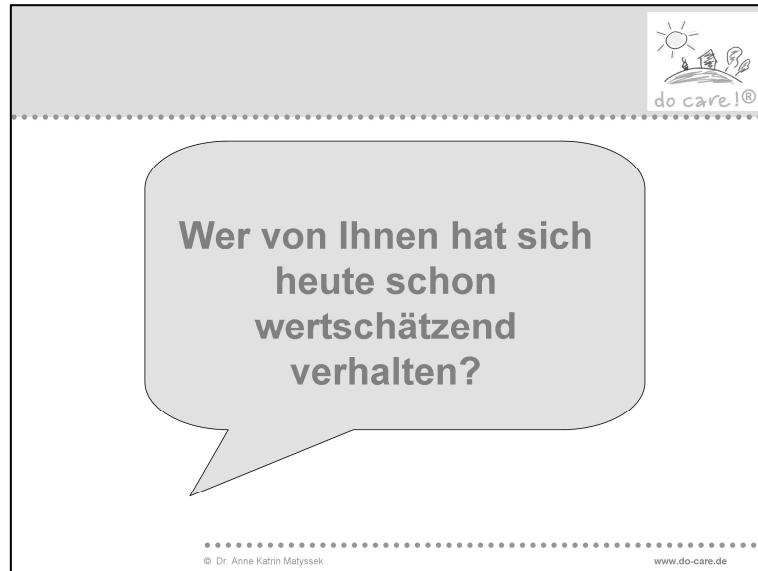 do care!®
Wer von Ihnen hat sich
heute schon
wertschätzend
verhalten?
© Dr. Anne Katrin Matyssek
www.do-care.de